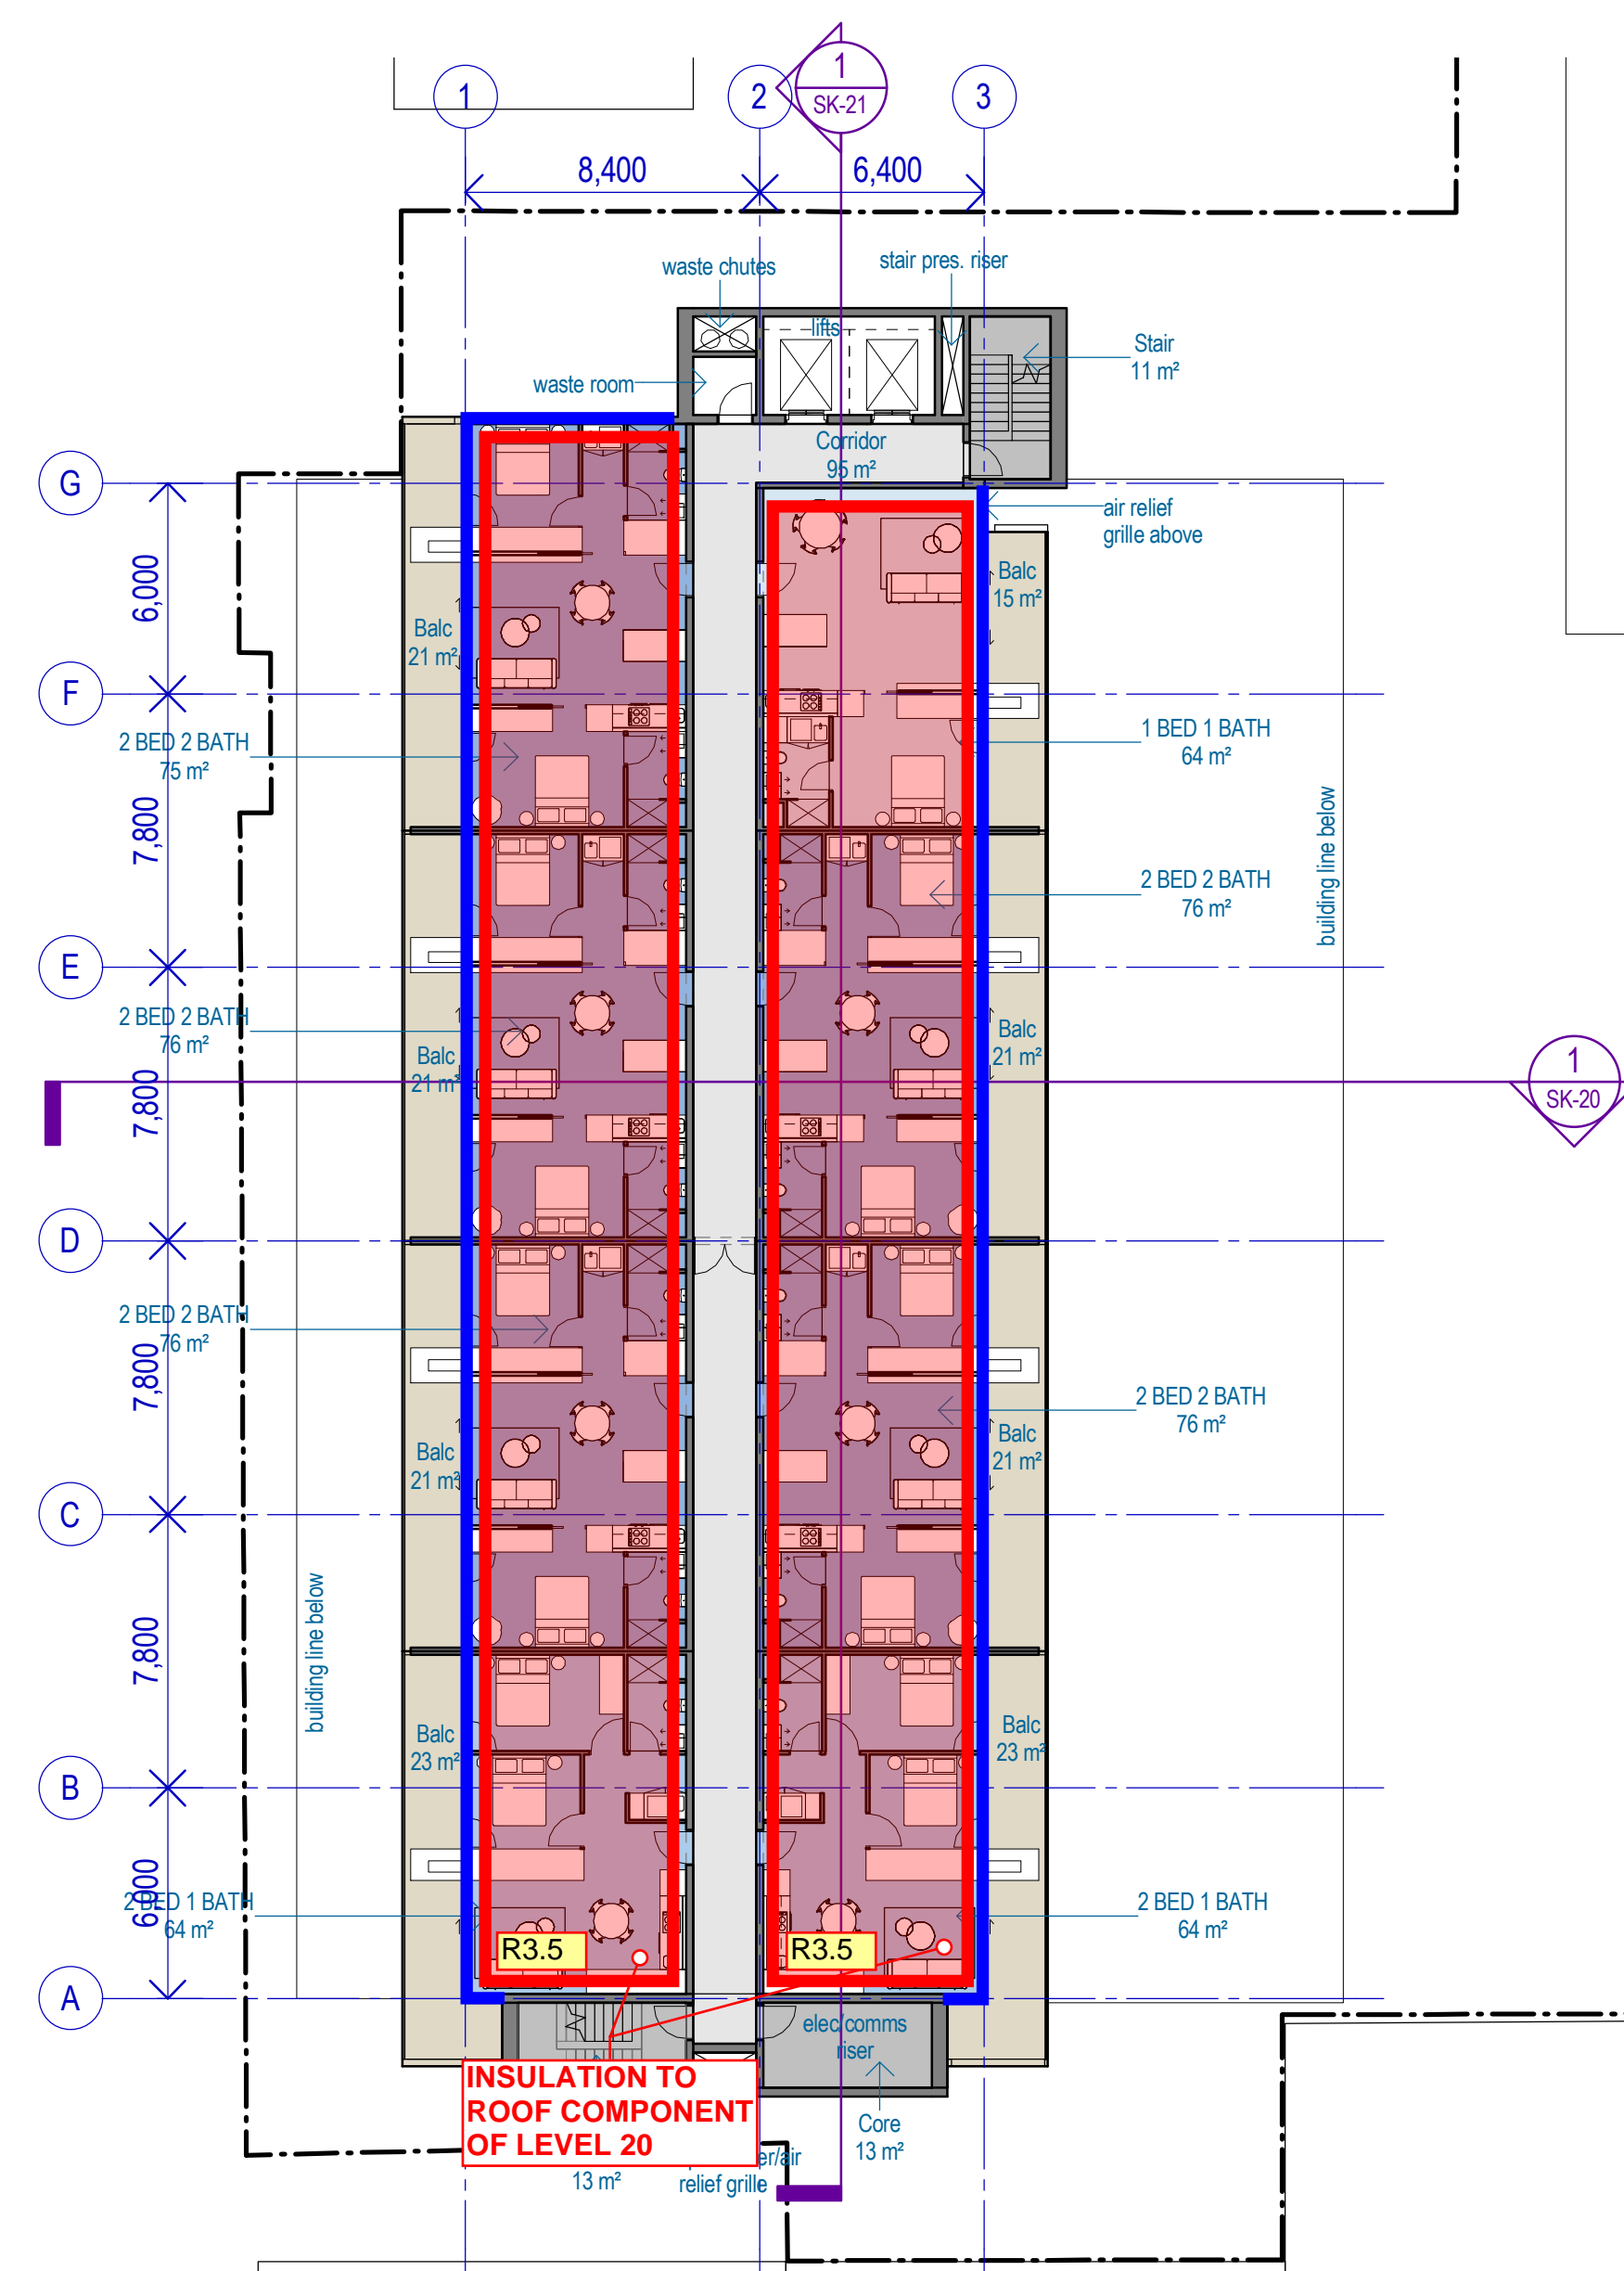 1
2
3
1
SK-21
8,400
6,400
waste chutes
stair pres. riser
lifts
Stair
11 m²
waste room
Corridor
95 m²
G
air relief
grille above
6,000
Balc
15 m²
Balc
21 m²
F
2 BED 2 BATH
75 m²
1 BED 1 BATH
64 m²
7,800
building line below
2 BED 2 BATH
76 m²
E
2 BED 2 BATH
76 m²
Balc
21 m²
Balc
21 m²
7,800
1
SK-20
D
2 BED 2 BATH
76 m²
7,800
2 BED 2 BATH
76 m²
Balc
21 m²
Balc
21 m²
C
7,800
building line below
Balc
23 m²
Balc
23 m²
B
6,000
2 BED 1 BATH
64 m²
2 BED 1 BATH
64 m²
R3.5
R3.5
A
elec/comms
riser
INSULATION TO
ROOF COMPONENT
OF LEVEL 20
Core
13 m²
13 m²
er/air
relief grille